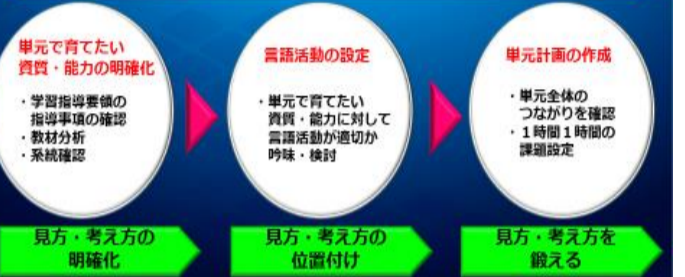 単元で育てたい
資質・能力の明確化
・学習指導要領の
指導事項の確認
・教材分析
・系統確認
見方・考え方の
明確化
言語活動の設定
・単元で育てたい
資質・能力に対して
言語活動が適切か
吟味・検討
見方・考え方の
位置付け
単元計画の作成
・単元全体の
つながりを確認
・1時間1時間の
課題設定
見方・考え方を
鍛える